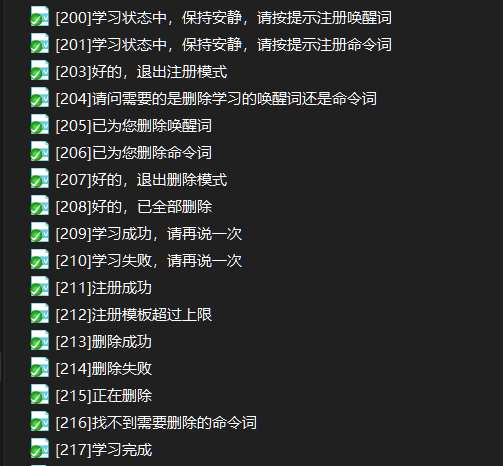 [200]学习状态中，保持安静，请按提示注册唤醒词
[201]学习状态中，保持安静，请按提示注册命令词
[203]好的，退出注册模式
[204]请问需要的是删除学习的唤醒词还是命令词
[205]已为您删除唤醒词
[206]已为您删除命令词
[207]好的，退出删除模式
[208]好的，已全部删除
[209]学习成功，请再说一次
[210]学习失败，请再说一次
[211]注册成功
[212]注册模板超过上限
[213]删除成功
[214]删除失败
[215]正在删除
[216]找不到需要删除的命令词
[217]学习完成